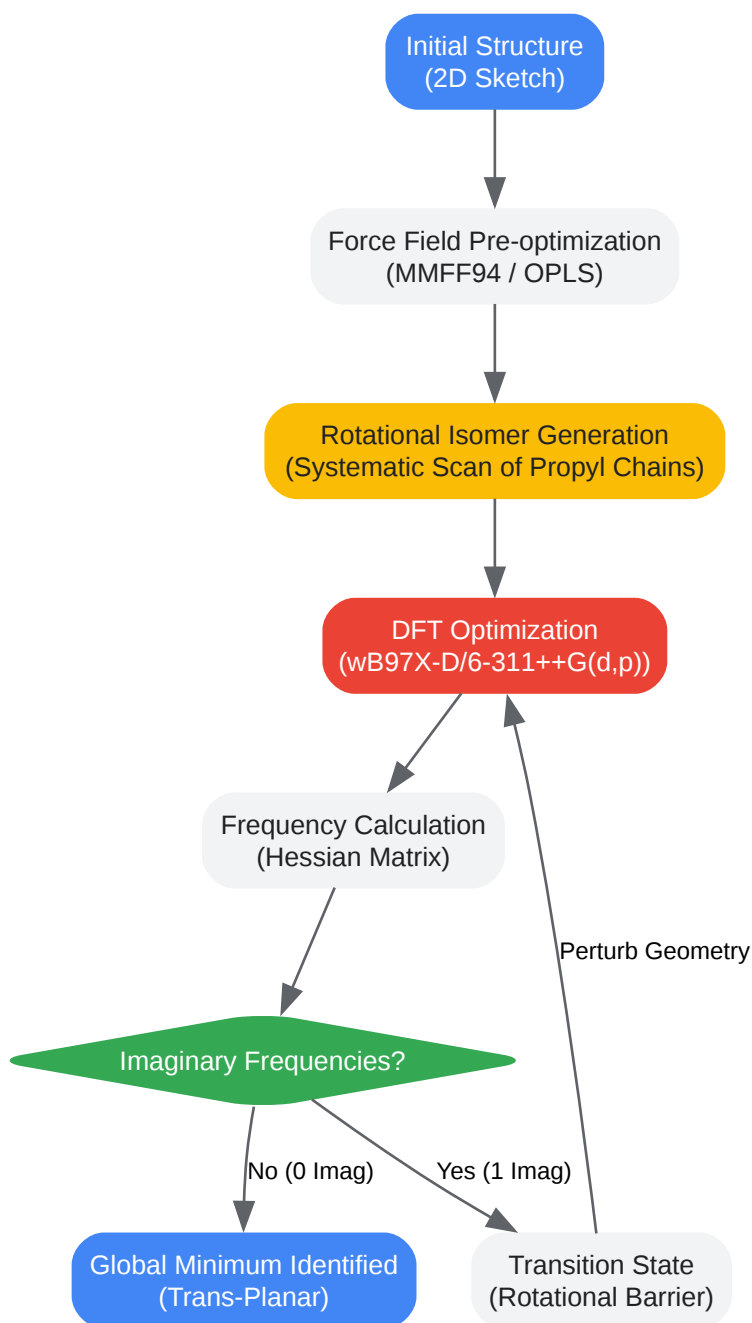 Initial Structure
(2D Sketch)
Force Field Pre-optimization
(MMFF94 / OPLS)
Rotational Isomer Generation
(Systematic Scan of Propyl Chains)
DFT Optimization
(wB97X-D/6-311++G(d,p))
Frequency Calculation
(Hessian Matrix)
Perturb Geometry
Imaginary Frequencies?
No (0 Imag)
Yes (1 Imag)
Global Minimum Identified
(Trans-Planar)
Transition State
(Rotational Barrier)